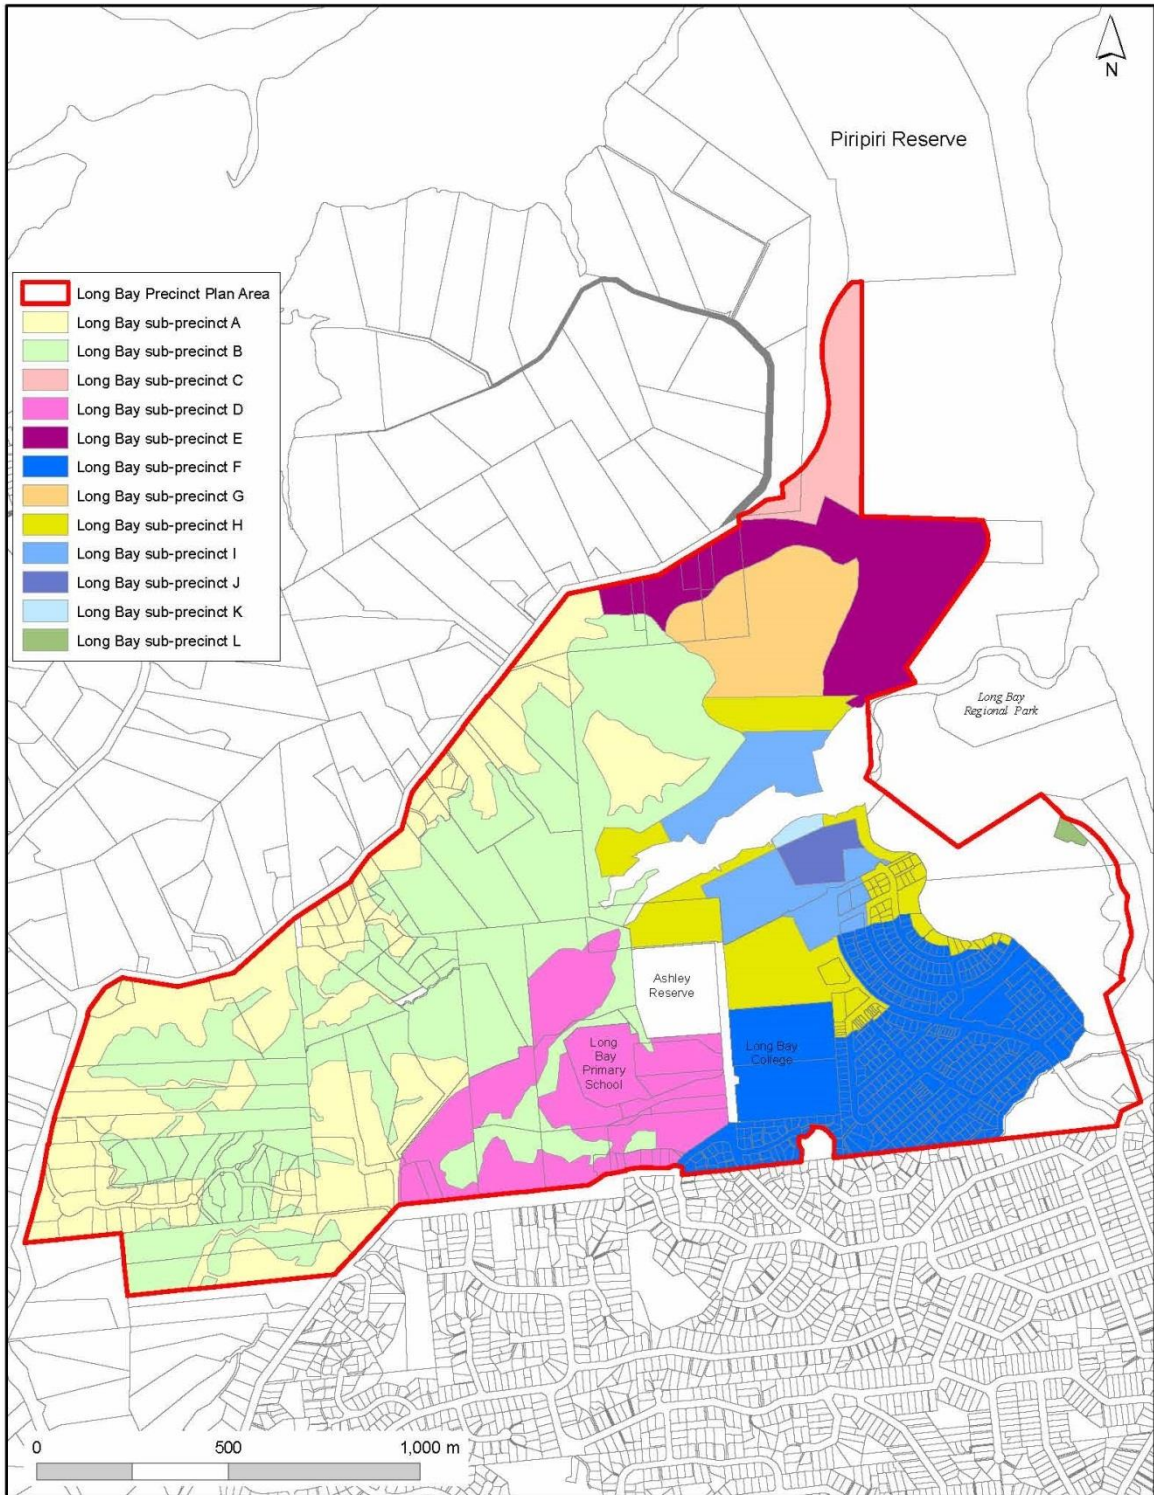 N
Piripiri Reserve
Long Bay Precinct Plan Area
Long Bay sub-precinct A
Long Bay sub-precinct B
Long Bay sub-precinct C
Long Bay sub-precinct D
Long Bay sub-precinct E
Long Bay sub-precinct F
Long Bay sub-precinct G
Long Bay sub-precinct H
Long Bay sub-precinct I
Long Bay sub-precinct J
Long Bay sub-precinct K
Long Bay sub-precinct L
Long Bay
Regional Park
Ashley
Reserve
Long
Bay
Primary
School
Long Bay
College
0 500 1,000 m